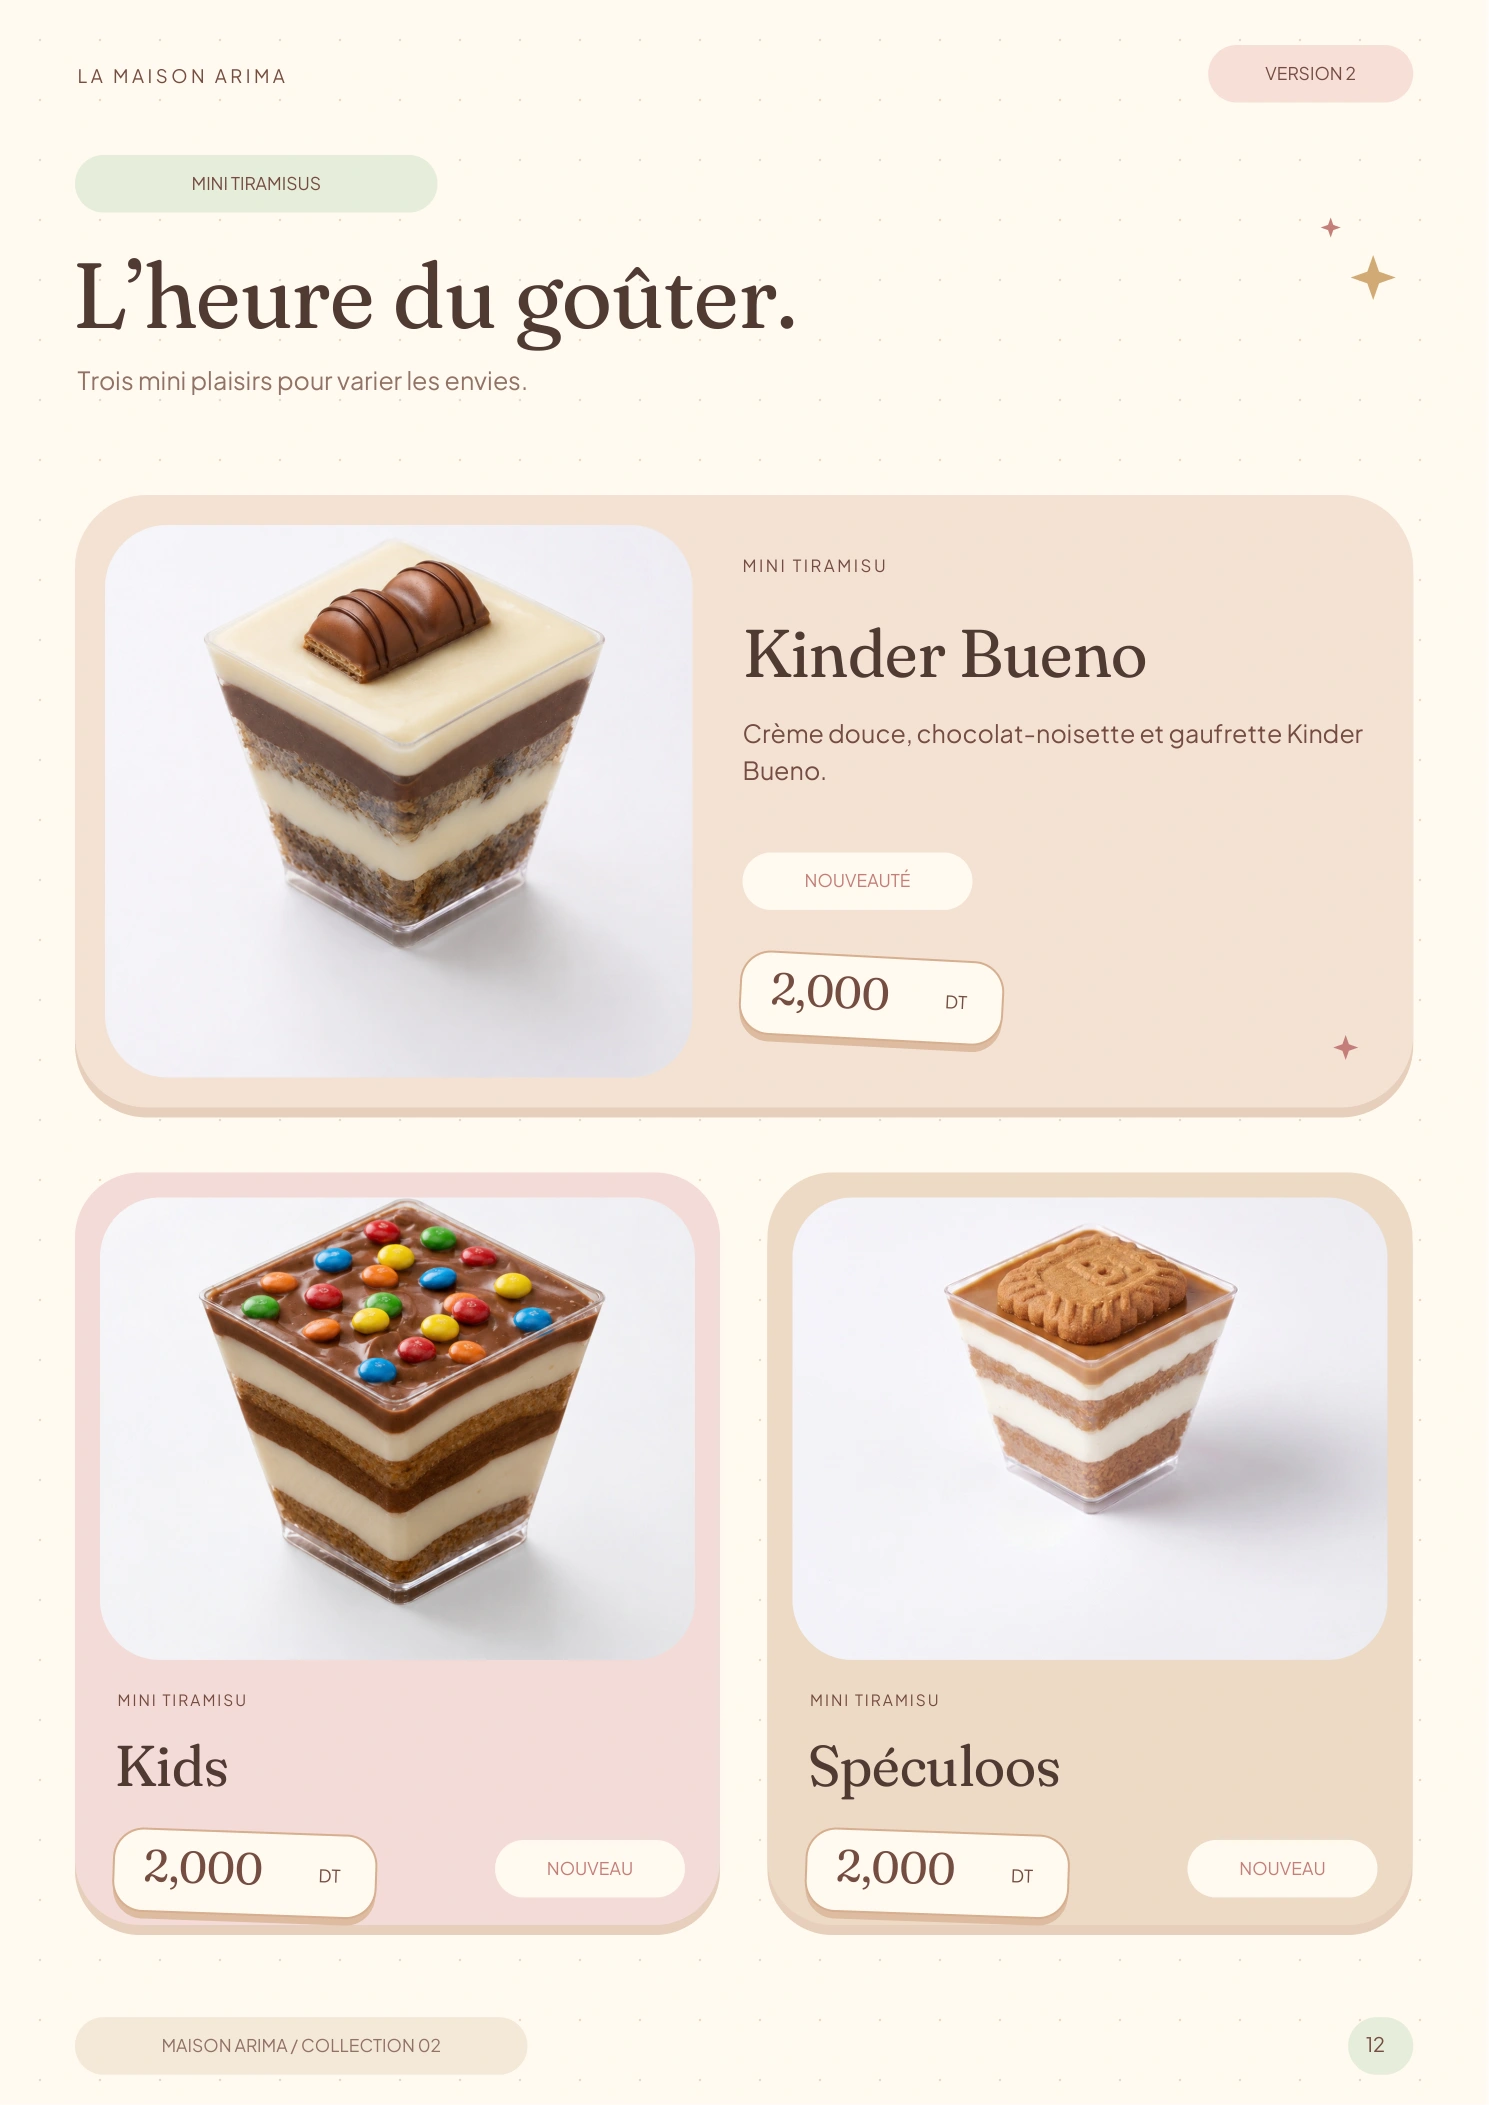 LA MAISON ARIMA
VERSION 2
MINI TIRAMISUS
L’heure du goûter.
Trois mini plaisirs pour varier les envies.
MINI TIRAMISU
Kinder Bueno
Crème douce, chocolat-noisette et gaufrette Kinder
Bueno.
NOUVEAUTÉ
2,000 DT
MINI TIRAMISU
Kids
2,000 DT
NOUVEAU
MINI TIRAMISU
Spéculoos
2,000 DT
NOUVEAU
MAISON ARIMA / COLLECTION 02
12